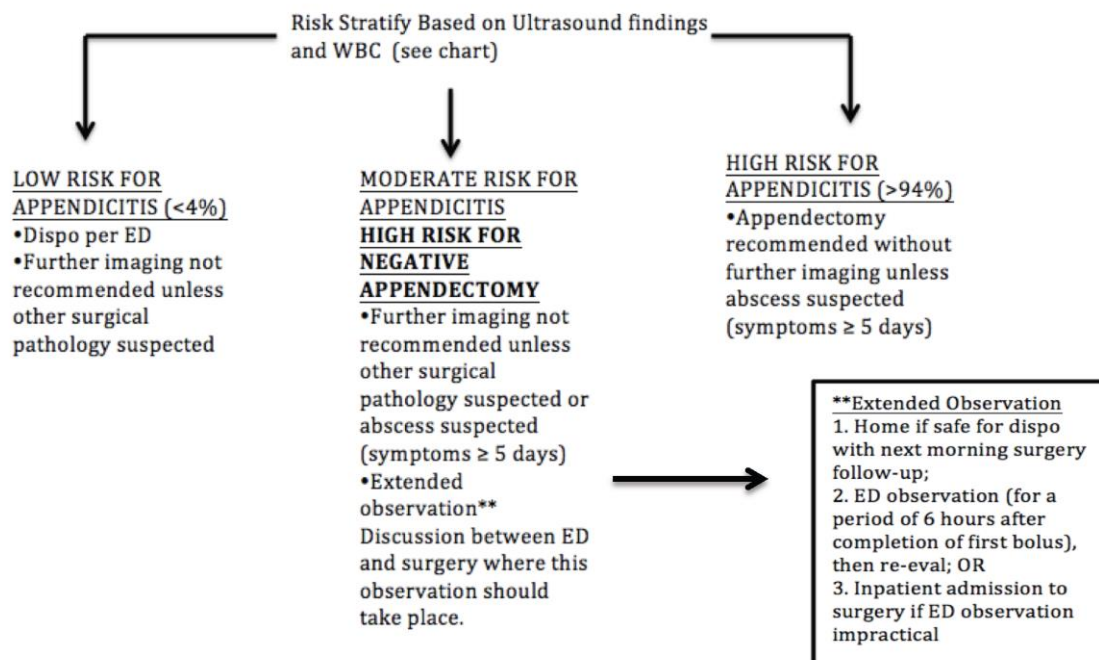 Risk Stratify Based on Ultrasound findings
and WBC (see chart)
LOW RISK FOR
APPENDICITIS (<4%)
•Dispo per ED
•Further imaging not
recommended unless
other surgical
pathology suspected
MODERATE RISK FOR
APPENDICITIS
HIGH RISK FOR
NEGATIVE
APPENDECTOMY
•Further imaging not
recommended unless
other surgical
pathology suspected or
abscess suspected
(symptoms ≥ 5 days)
•Extended
observation**
Discussion between ED
and surgery where this
observation should
take place.
HIGH RISK FOR
APPENDICITIS (>94%)
•Appendectomy
recommended without
further imaging unless
abscess suspected
(symptoms ≥ 5 days)
**Extended Observation
1. Home if safe for dispo
with next morning surgery
follow-up;
2. ED observation (for a
period of 6 hours after
completion of first bolus),
then re-eval; OR
3. Inpatient admission to
surgery if ED observation
impractical